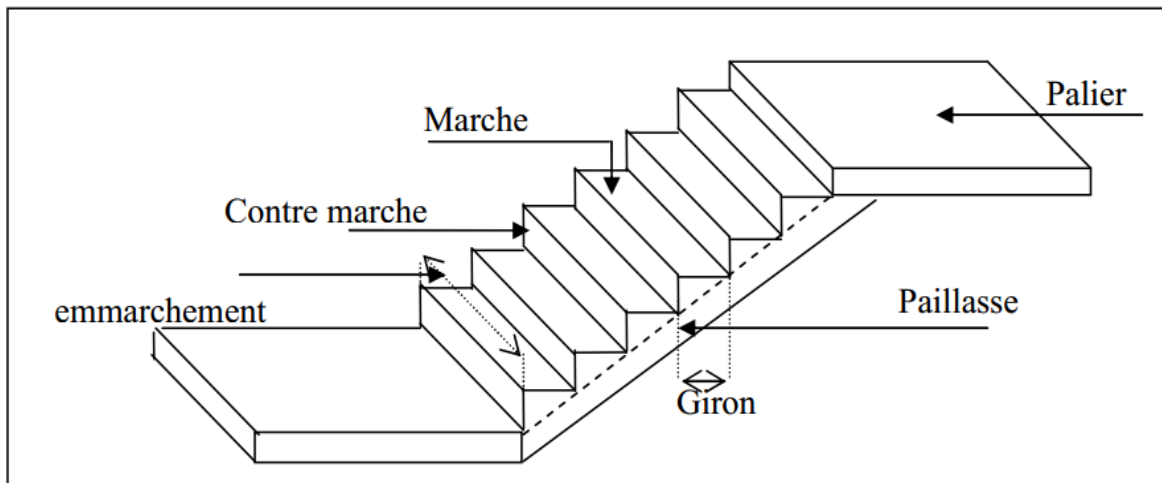 Palier
Marche
Contre marche
emmarchement
Paillasse
Giron